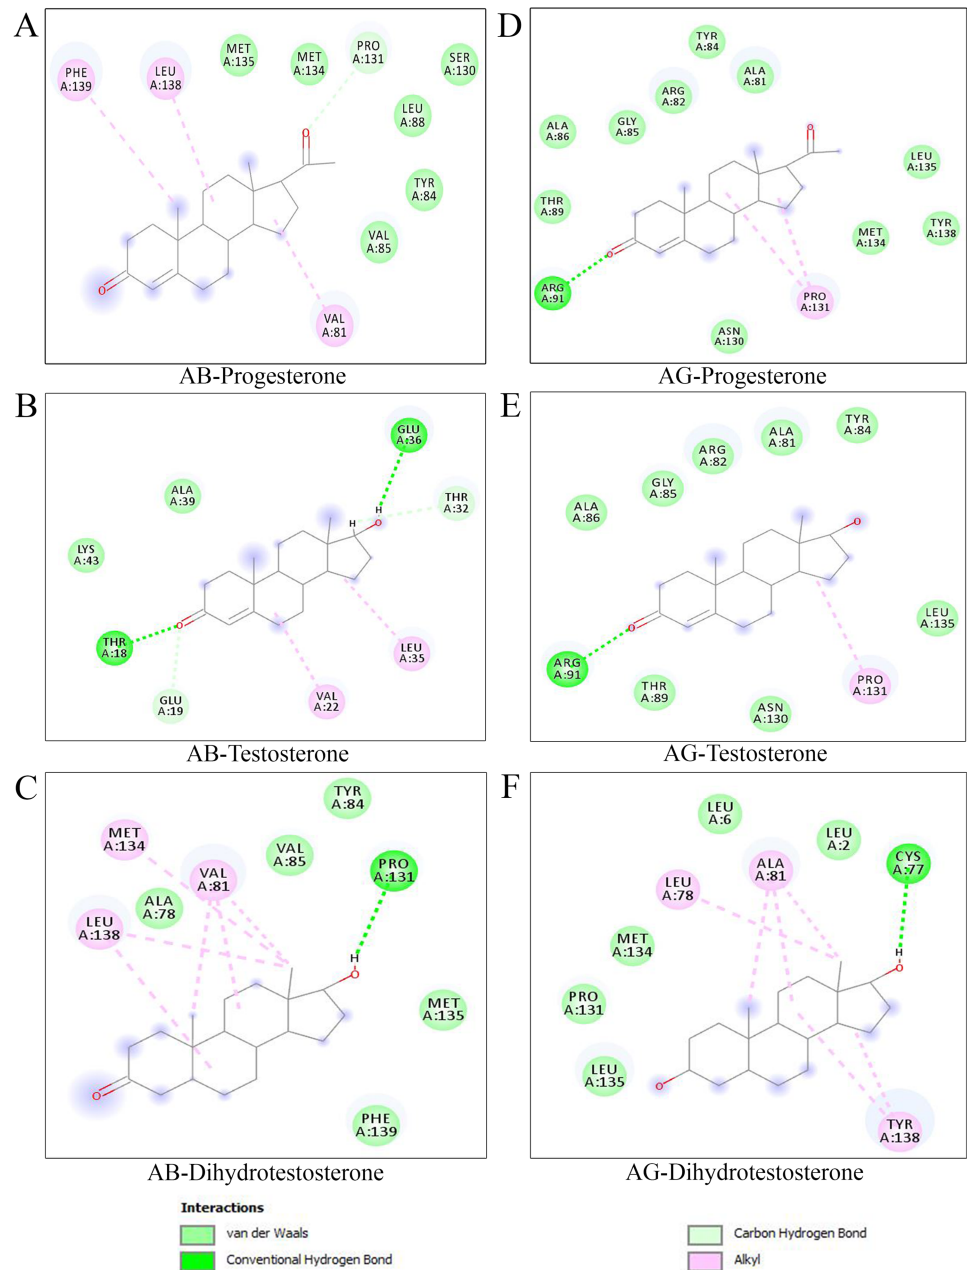 A
PHE
A:139
LEU
A:138
MET
A:135
MET
A:134
PRO
A:131
SER
A:130
LEU
A:88
TYR
A:84
VAL
A:85
VAL
A:81
O
O
AB-Progesterone
D
TYR
A:84
ALA
A:81
ARG
A:82
GLY
A:85
ALA
A:86
THR
A:89
ARG
A:91
LEU
A:135
TYR
A:138
MET
A:134
PRO
A:131
ASN
A:130
O
O
AG-Progesterone
B
GLU
A:36
THR
A:32
ALA
A:39
LYS
A:43
THR
A:18
GLU
A:19
VAL
A:22
LEU
A:35
H
H
O
O
AB-Testosterone
E
TYR
A:84
ALA
A:81
ARG
A:82
GLY
A:85
ALA
A:86
LEU
A:135
ARG
A:91
THR
A:89
ASN
A:130
PRO
A:131
O
O
AG-Testosterone
C
TYR
A:84
MET
A:134
VAL
A:85
VAL
A:81
PRO
A:131
ALA
A:78
LEU
A:138
MET
A:135
PHE
A:139
H
O
O
AB-Dihydrotestosterone
F
LEU
A:6
LEU
A:2
CYS
A:77
ALA
A:81
LEU
A:78
MET
A:134
PRO
A:131
LEU
A:135
TYR
A:138
H
O
O
AG-Dihydrotestosterone
Interactions
van der Waals
Conventional Hydrogen Bond
Carbon Hydrogen Bond
Alkyl